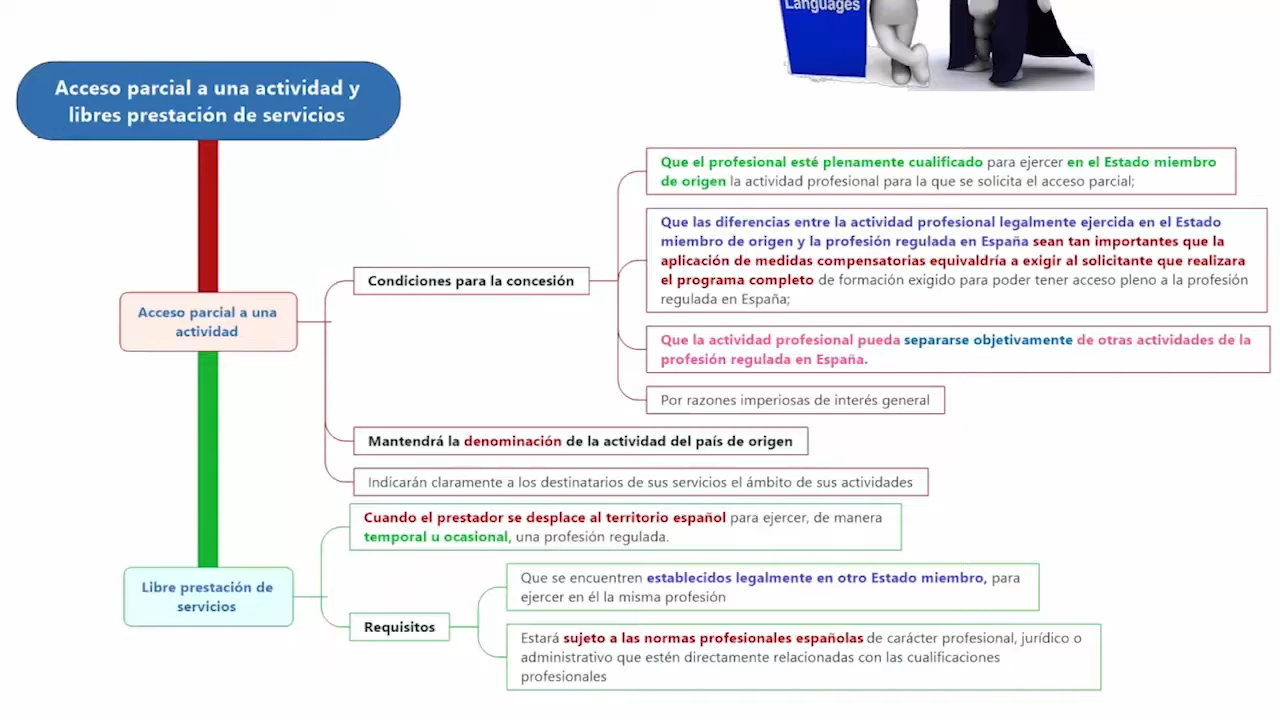 Languages
Acceso parcial a una actividad y
libres prestación de servicios
Acceso parcial a una
actividad
Condiciones para la concesión
Que el profesional esté plenamente cualificado para ejercer en el Estado miembro
de origen la actividad profesional para la que se solicita el acceso parcial;
Que las diferencias entre la actividad profesional legalmente ejercida en el Estado
miembro de origen y la profesión regulada en España sean tan importantes que la
aplicación de medidas compensatorias equivaldría a exigir al solicitante que realizara
el programa completo de formación exigido para poder tener acceso pleno a la profesión
regulada en España;
Que la actividad profesional pueda separarse objetivamente de otras actividades de la
profesión regulada en España.
Por razones imperiosas de interés general
Mantendrá la denominación de la actividad del país de origen
Indicarán claramente a los destinatarios de sus servicios el ámbito de sus actividades
Libre prestación de
servicios
Cuando el prestador se desplace al territorio español para ejercer, de manera
temporal u ocasional, una profesión regulada.
Requisitos
Que se encuentren establecidos legalmente en otro Estado miembro, para
ejercer en él la misma profesión
Estará sujeto a las normas profesionales españolas de carácter profesional, jurídico o
administrativo que estén directamente relacionadas con las cualificaciones
profesionales